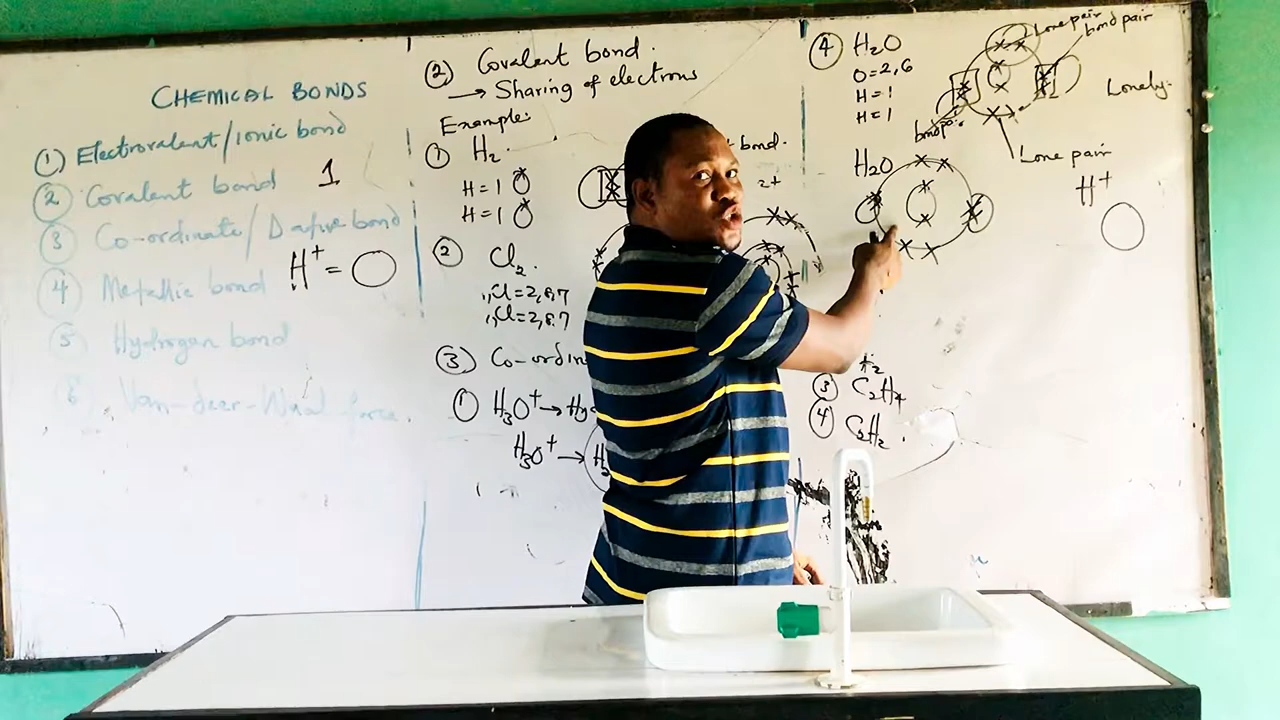 CHEMICAL BONDS
① Electrovalent/ionic bond
② Covalent bond 1
③ Co-ordinate/Dative bond
④ Metallic bond
H⁺ =
5 Hydrogen bond
6 Van-deer-Waal force.
② Covalent bond.
→ Sharing of electrons
Example:
① H₂.
H = 1
H = 1
bond.
2+
② Cl₂.
Cl = 2,8,7
Cl = 2,8,7
③ Co-ordin
① H₃O⁺ →
H₃O⁺ →
④ H₂O
O = 2,6
H = 1
H = 1
Lone pair
bond pair
Lonely.
bond pair
Lone pair
H₂O
H⁺
③ C₂H₄
④ C₂H₂.